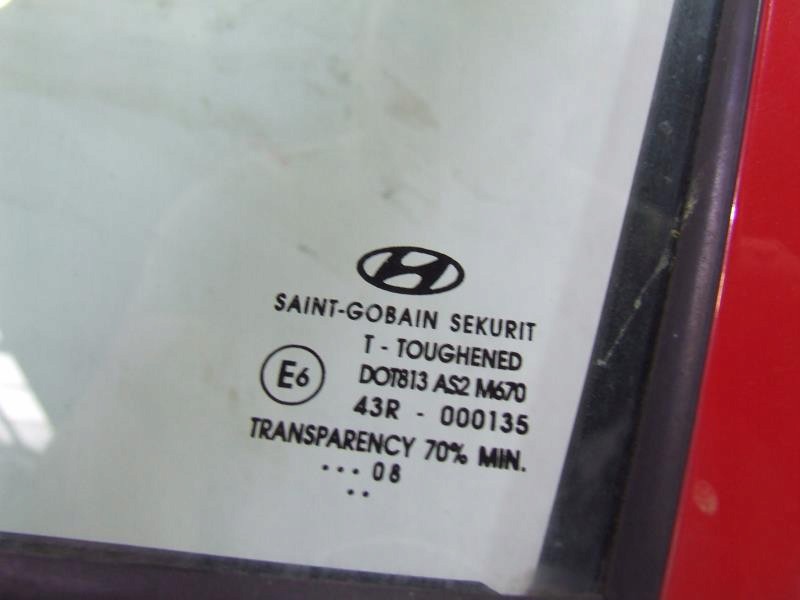 SAINT-GOBAIN SEKURIT
T - TOUGHENED
E6
DOT813 AS2 M670
43R - 000135
TRANSPARENCY 70% MIN.
... 08
..